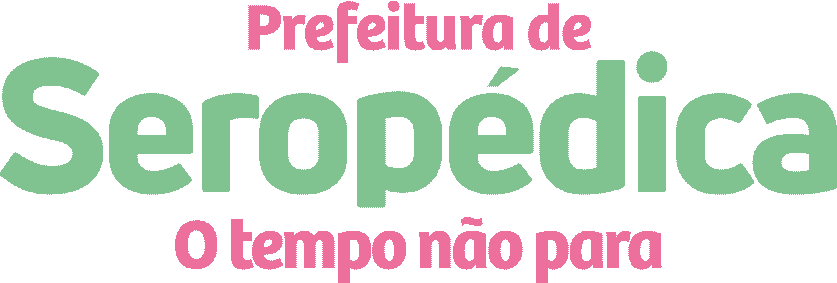 Prefeitura de
Seropédica
O tempo não para